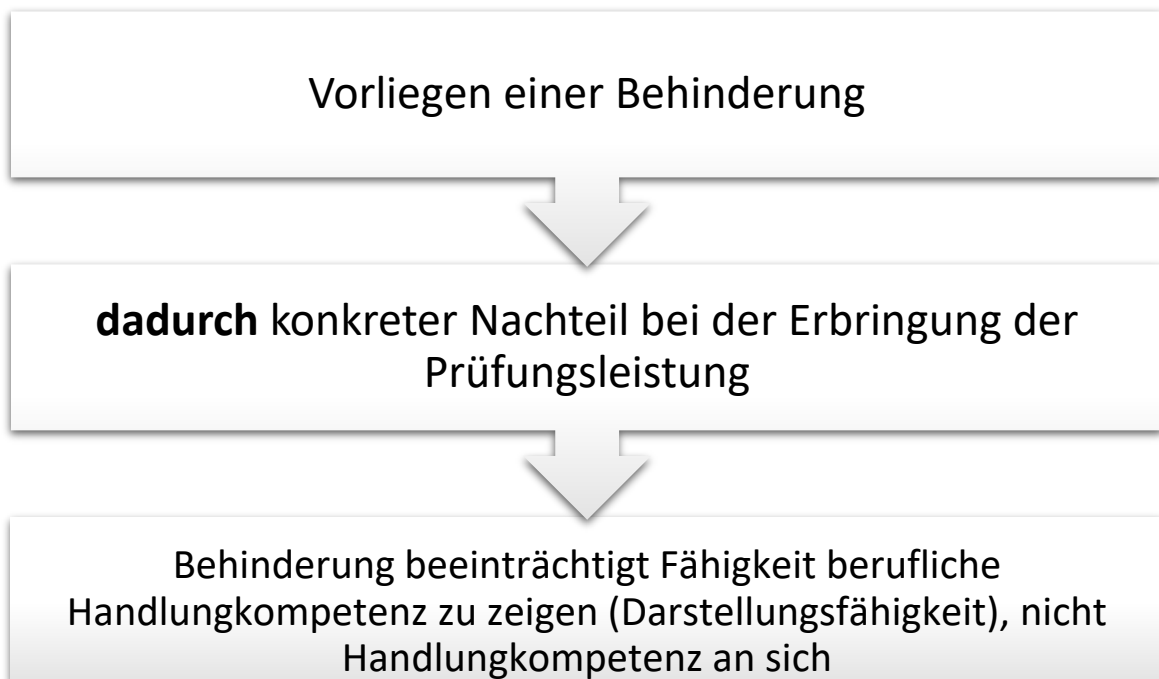 Vorliegen einer Behinderung
dadurch konkreter Nachteil bei der Erbringung der
Prüfungsleistung
Behinderung beeinträchtigt Fähigkeit berufliche
Handlungkompetenz zu zeigen (Darstellungsfähigkeit), nicht
Handlungkompetenz an sich